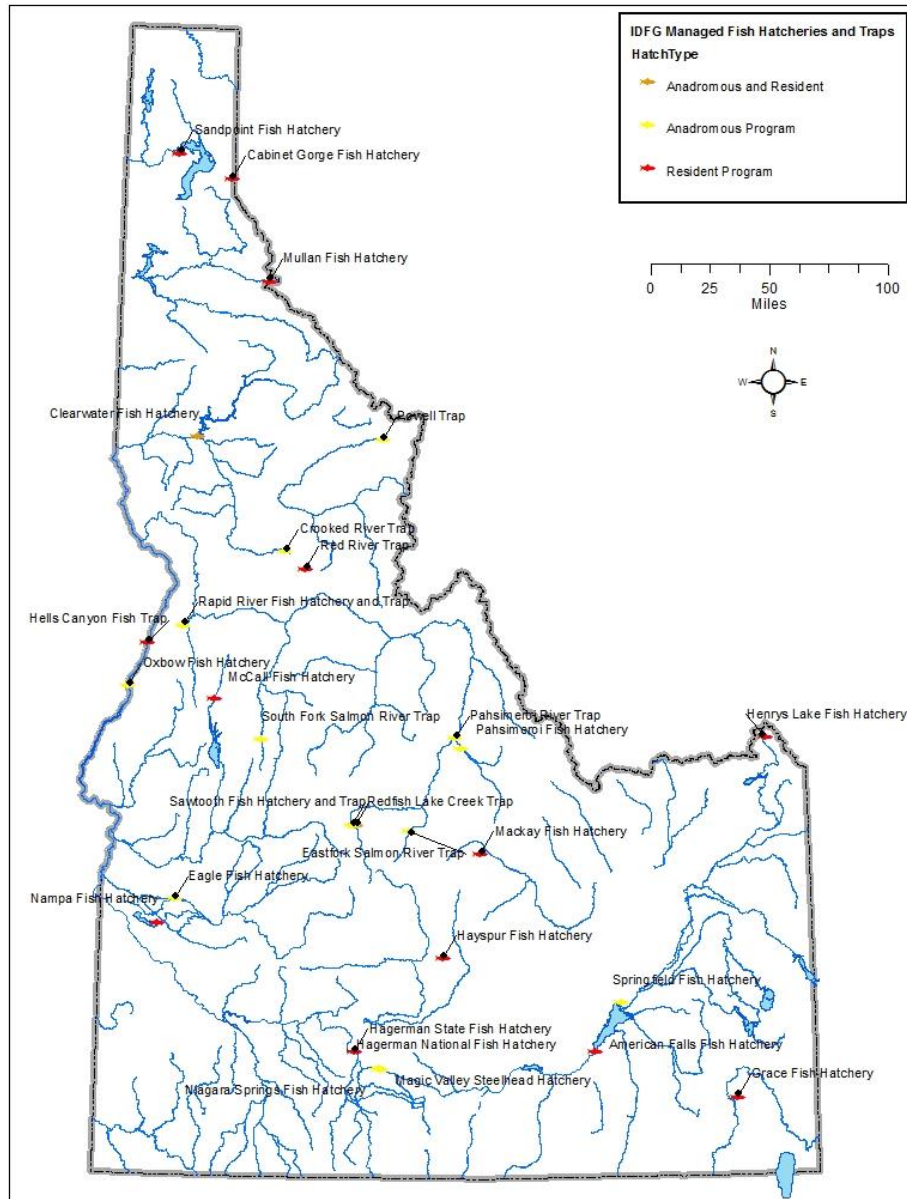 IDFG Managed Fish Hatcheries and Traps
HatchType
Anadromous and Resident
Anadromous Program
Resident Program
0 25 50 100
Miles
N
W E
S
Sandpoint Fish Hatchery
Cabinet Gorge Fish Hatchery
Mullan Fish Hatchery
Clearwater Fish Hatchery
Powell Trap
Crooked River Trap
Red River Trap
Rapid River Fish Hatchery and Trap
Hells Canyon Fish Trap
Oxbow Fish Hatchery
McCall Fish Hatchery
South Fork Salmon River Trap
Pahsimeroi River Trap
Pahsimeroi Fish Hatchery
Henrys Lake Fish Hatchery
Sawtooth Fish Hatchery and Trap
Redfish Lake Creek Trap
Mackay Fish Hatchery
Eastfork Salmon River Trap
Eagle Fish Hatchery
Nampa Fish Hatchery
Hayspur Fish Hatchery
Springfield Fish Hatchery
Hagerman State Fish Hatchery
Hagerman National Fish Hatchery
American Falls Fish Hatchery
Grace Fish Hatchery
Magic Valley Steelhead Hatchery
Niagara Springs Fish Hatchery